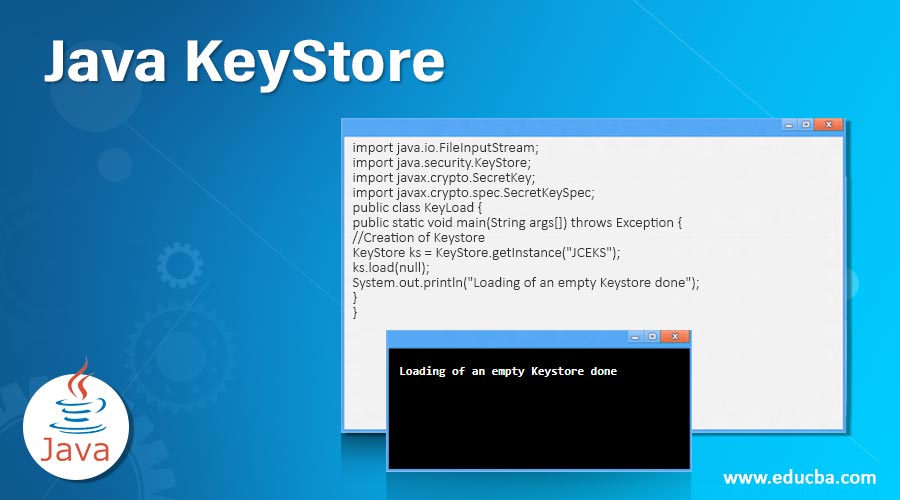 Java KeyStore
import java.io.FileInputStream;
import java.security.KeyStore;
import javax.crypto.SecretKey;
import javax.crypto.spec.SecretKeySpec;
public class KeyLoad {
public static void main(String args[]) throws Exception {
//Creation of Keystore
KeyStore ks = KeyStore.getInstance("JCEKS");
ks.load(null);
System.out.println("Loading of an empty Keystore done");
}
}
Loading of an empty Keystore done
Java
www.educba.com